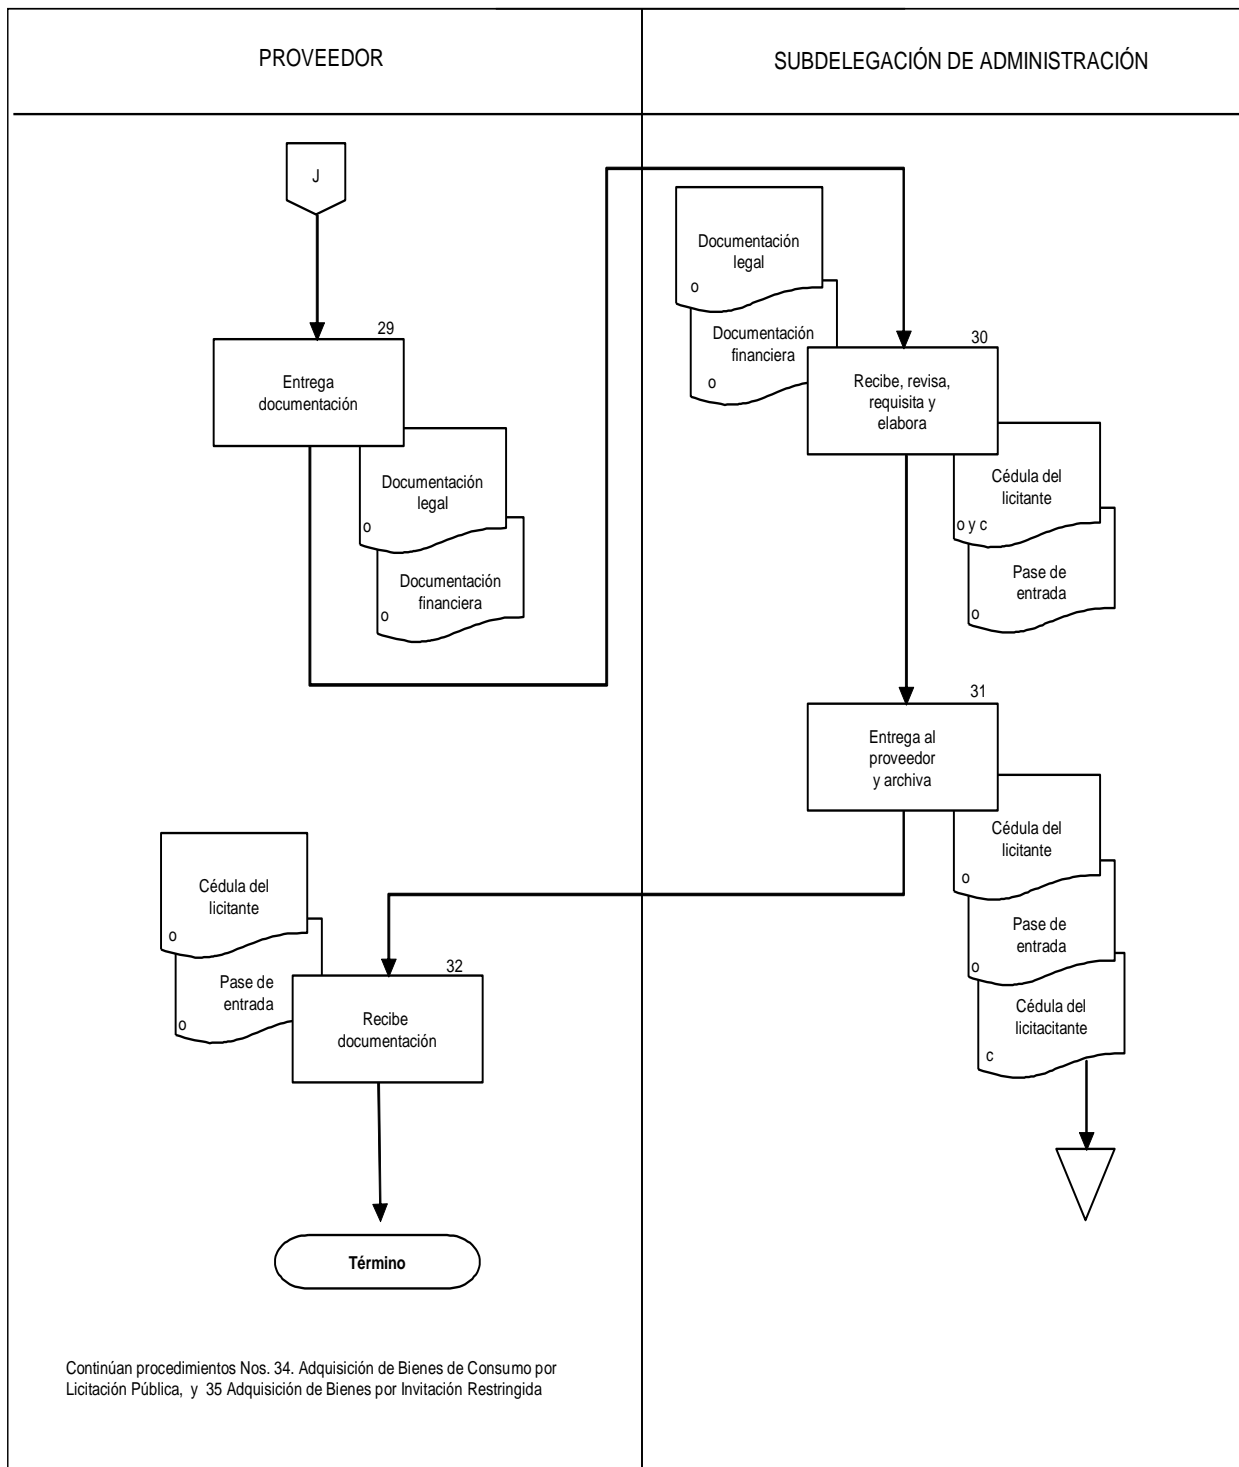 PROVEEDOR
SUBDELEGACIÓN DE ADMINISTRACIÓN
J
29
Entrega
documentación
Documentación
legal
o
Documentación
financiera
o
Documentación
legal
o
Documentación
financiera
o
30
Recibe, revisa,
requisita y
elabora
Cédula del
licitante
o y c
Pase de
entrada
o
31
Entrega al
proveedor
y archiva
Cédula del
licitante
o
Pase de
entrada
o
Cédula del
licitacitante
c
Cédula del
licitante
o
Pase de
entrada
o
32
Recibe
documentación
Término
Continúan procedimientos Nos. 34. Adquisición de Bienes de Consumo por
Licitación Pública, y 35 Adquisición de Bienes por Invitación Restringida